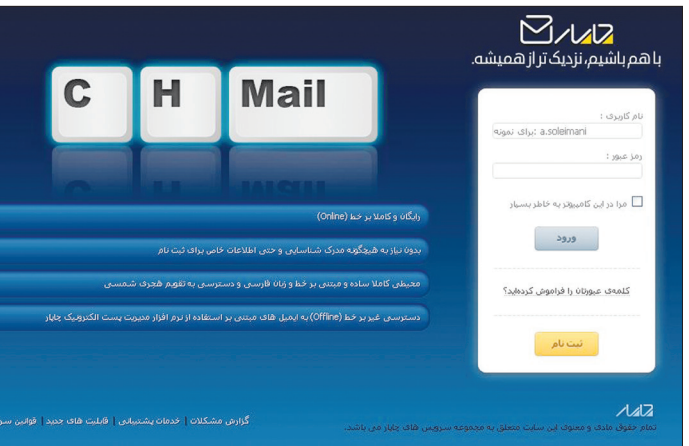 چاپار
با هم باشیم، نزدیک تر از همیشه.
C H Mail
نام کاربری :
برای نمونه: a.soleimani
رمز عبور :
مرا در این کامپیوتر به خاطر بسپار
ورود
کلمه‌ی عبورتان را فراموش کرده‌اید؟
ثبت نام
رایگان و کاملا بر خط (Online)
بدون نیاز به هیچگونه مدرک شناسایی و حتی اطلاعات خاص برای ثبت نام
محیطی کاملا ساده و مبتنی بر خط و زبان فارسی و دسترسی به تقویم هجری شمسی
دسترسی غیر بر خط (Offline) به ایمیل های مبتنی بر استفاده از نرم افزار مدیریت پست الکترونیک چاپار
چاپار
تمام حقوق مادی و معنوی این سایت متعلق به مجموعه سرویس های چاپار می باشد.
گزارش مشکلات | خدمات پشتیبانی | قابلیت های جدید | قوانین